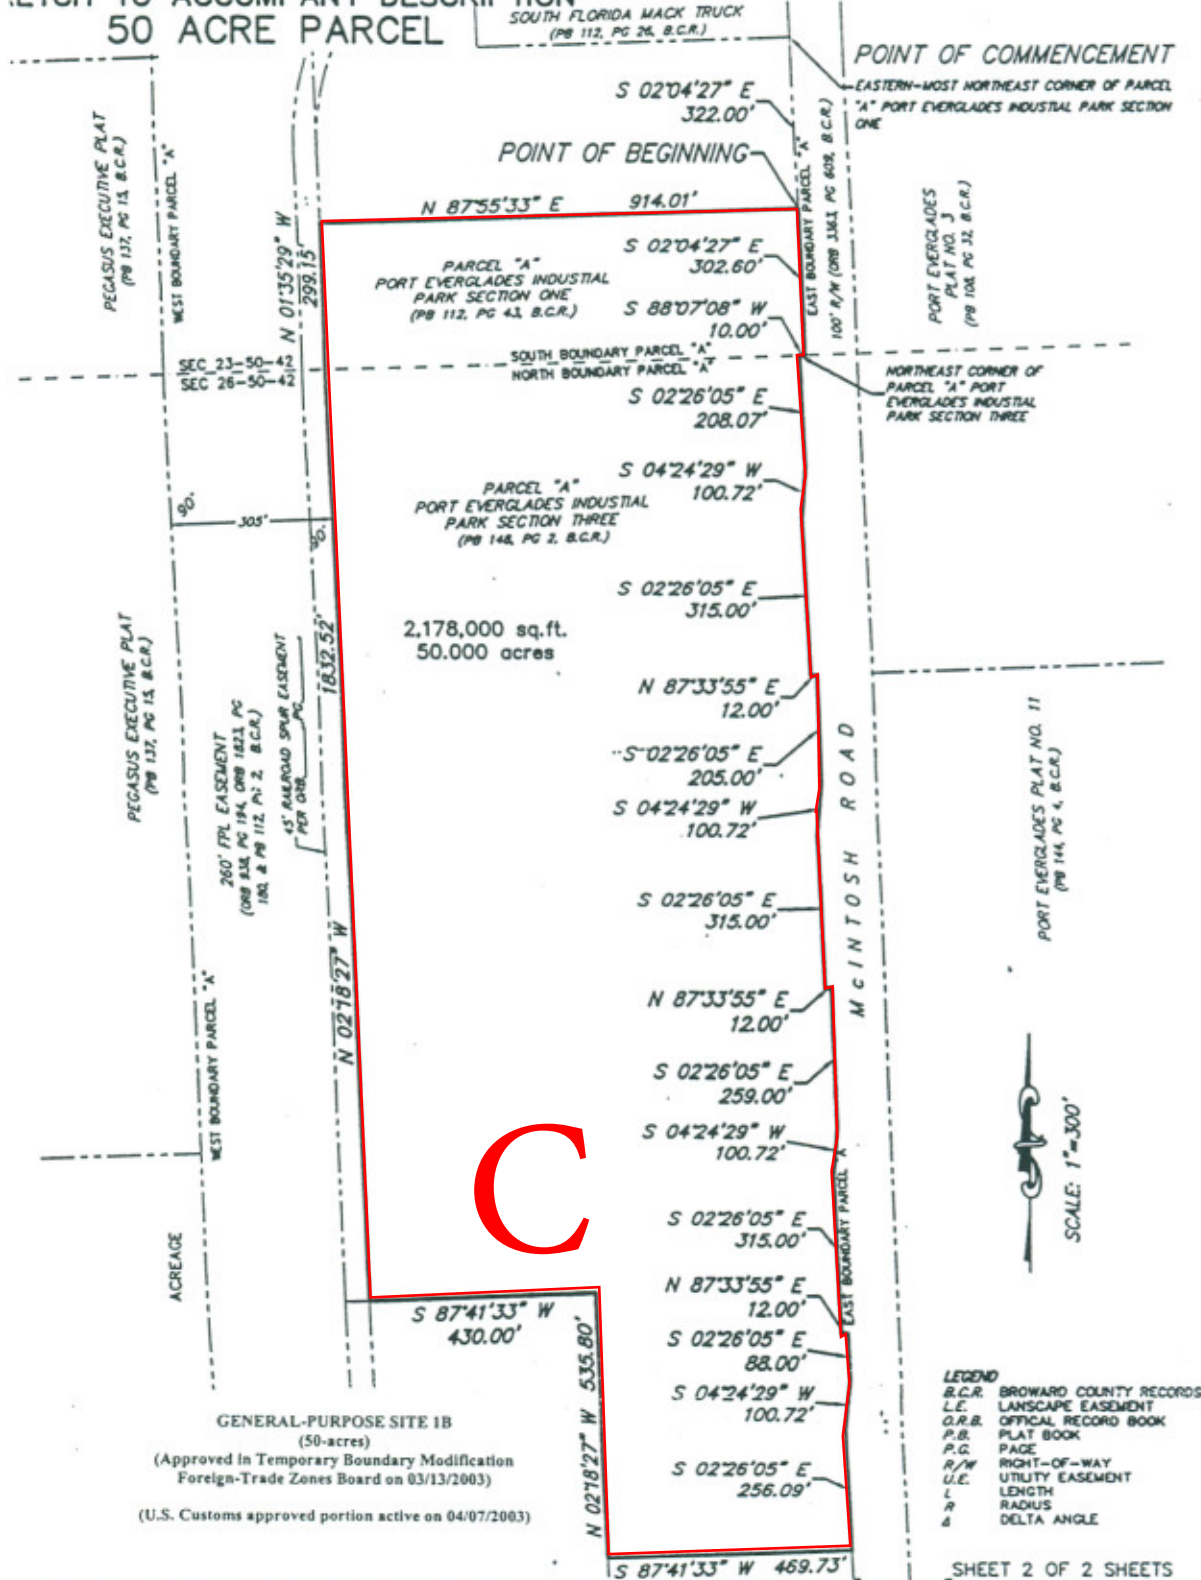 50 ACRE PARCEL
SOUTH FLORIDA MACK TRUCK
(PB 112, PG 26, B.C.R.)
POINT OF COMMENCEMENT
EASTERN-MOST NORTHEAST CORNER OF PARCEL
"A" PORT EVERGLADES INDUSTIAL PARK SECTION
ONE
S 02°04'27" E
322.00'
POINT OF BEGINNING
N 87°55'33" E 914.01'
PEGASUS EXECUTIVE PLAT
(PB 137, PG 15, B.C.R.)
WEST BOUNDARY PARCEL "A"
N 01°35'29" W
299.15'
EAST BOUNDARY PARCEL "A"
100' R/W (ORB 3363, PG 609, B.C.R.)
PORT EVERGLADES
PLAT NO. 3
(PB 108, PG 32, B.C.R.)
S 02°04'27" E
302.60'
PARCEL "A"
PORT EVERGLADES INDUSTIAL
PARK SECTION ONE
(PB 112, PG 43, B.C.R.)
S 88°07'08" W
10.00'
SEC 23-50-42
SEC 26-50-42
SOUTH BOUNDARY PARCEL "A"
NORTH BOUNDARY PARCEL "A"
NORTHEAST CORNER OF
PARCEL "A" PORT
EVERGLADES INDUSTIAL
PARK SECTION THREE
S 02°26'05" E
208.07'
S 04°24'29" W
100.72'
PARCEL "A"
PORT EVERGLADES INDUSTIAL
PARK SECTION THREE
(PB 148, PG 2, B.C.R.)
90°
305'
90°
S 02°26'05" E
315.00'
2,178,000 sq.ft.
50.000 acres
1832.52'
PEGASUS EXECUTIVE PLAT
(PB 137, PG 15, B.C.R.)
45' RAILROAD SPUR EASEMENT
PER ORB PG
260' FPL EASEMENT
N 87°33'55" E
12.00'
S 02°26'05" E
205.00'
S 04°24'29" W
100.72'
McINTOSH ROAD
PORT EVERGLADES PLAT NO. 11
(PB 144, PG 4, B.C.R.)
S 02°26'05" E
315.00'
N 02°18'27" W
WEST BOUNDARY PARCEL "A"
N 87°33'55" E
12.00'
S 02°26'05" E
259.00'
S 04°24'29" W
100.72'
C
EAST BOUNDARY PARCEL "A
SCALE: 1"=300'
S 02°26'05" E
315.00'
ACREAGE
N 87°33'55" E
12.00'
S 87°41'33" W
430.00'
S 02°26'05" E
88.00'
N 02°18'27" W 535.80'
S 04°24'29" W
100.72'
S 02°26'05" E
256.09'
S 87°41'33" W 469.73'
GENERAL-PURPOSE SITE 1B
(50-acres)
(Approved in Temporary Boundary Modification
Foreign-Trade Zones Board on 03/13/2003)
(U.S. Customs approved portion active on 04/07/2003)
LEGEND
B.C.R. BROWARD COUNTY RECORDS
L.E. LANSCAPE EASEMENT
O.R.B. OFFICAL RECORD BOOK
P.B. PLAT BOOK
P.G. PAGE
R/W RIGHT-OF-WAY
U.E. UTILITY EASEMENT
L LENGTH
R RADIUS
Δ DELTA ANGLE
SHEET 2 OF 2 SHEETS